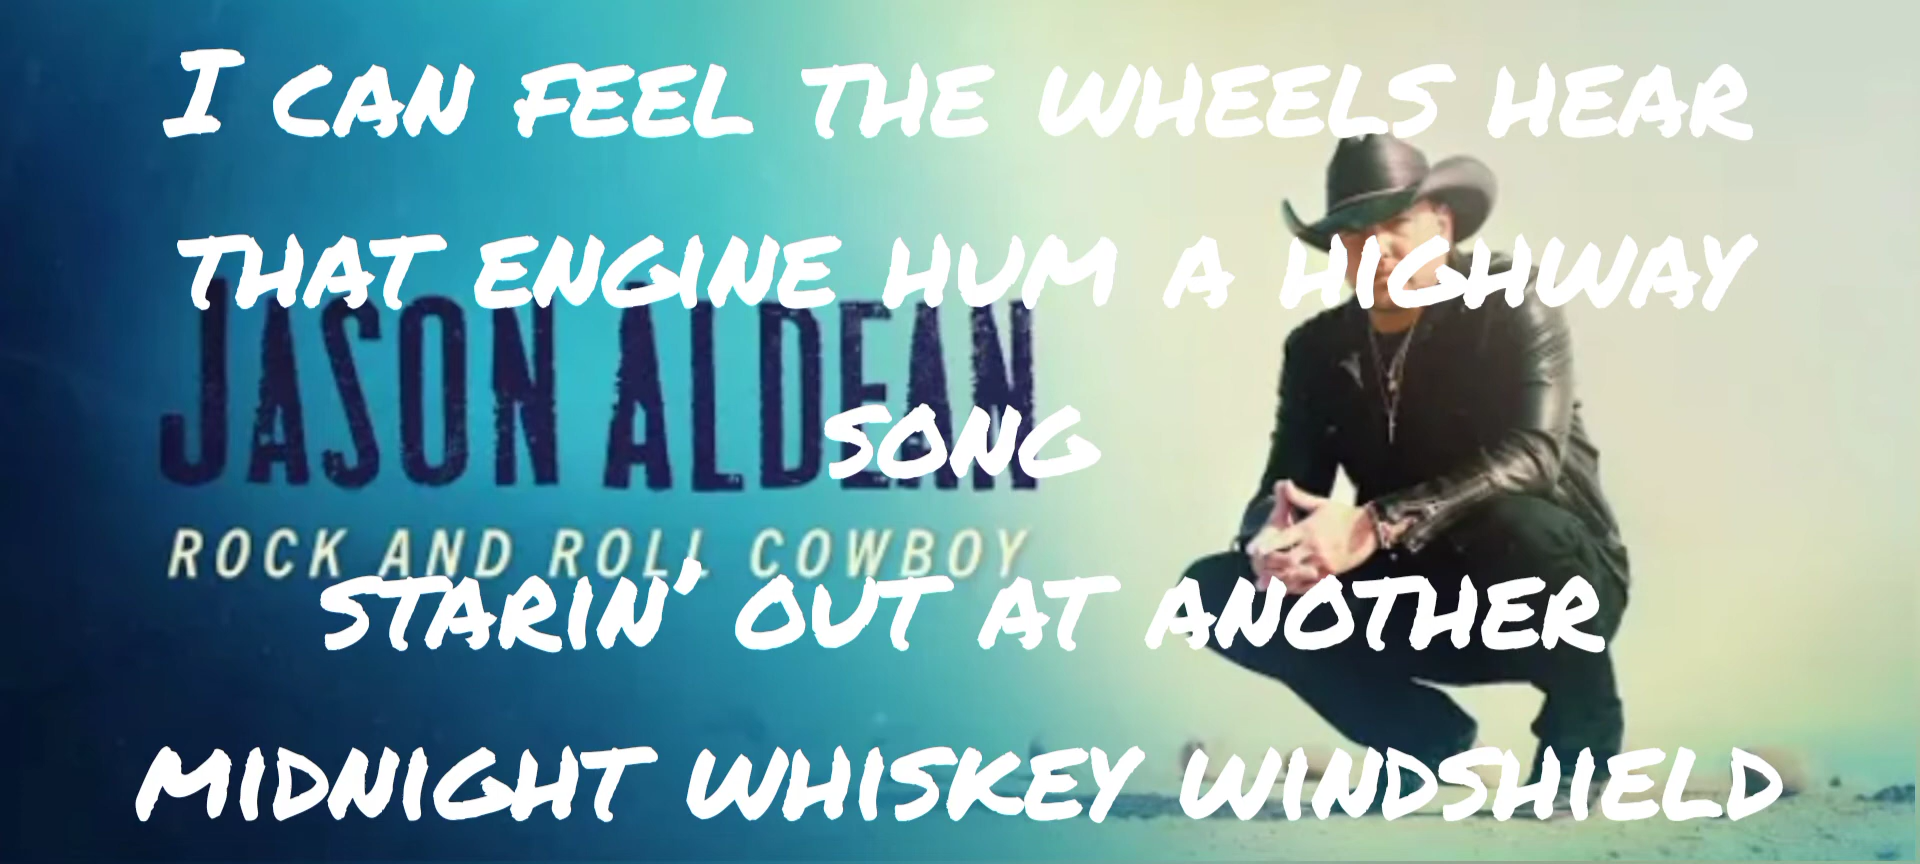 I CAN FEEL THE WHEELS HEAR
THAT ENGINE HUM A HIGHWAY
SONG
JASON ALDEAN
ROCK AND ROLL COWBOY
STARIN' OUT AT ANOTHER
MIDNIGHT WHISKEY WINDSHIELD